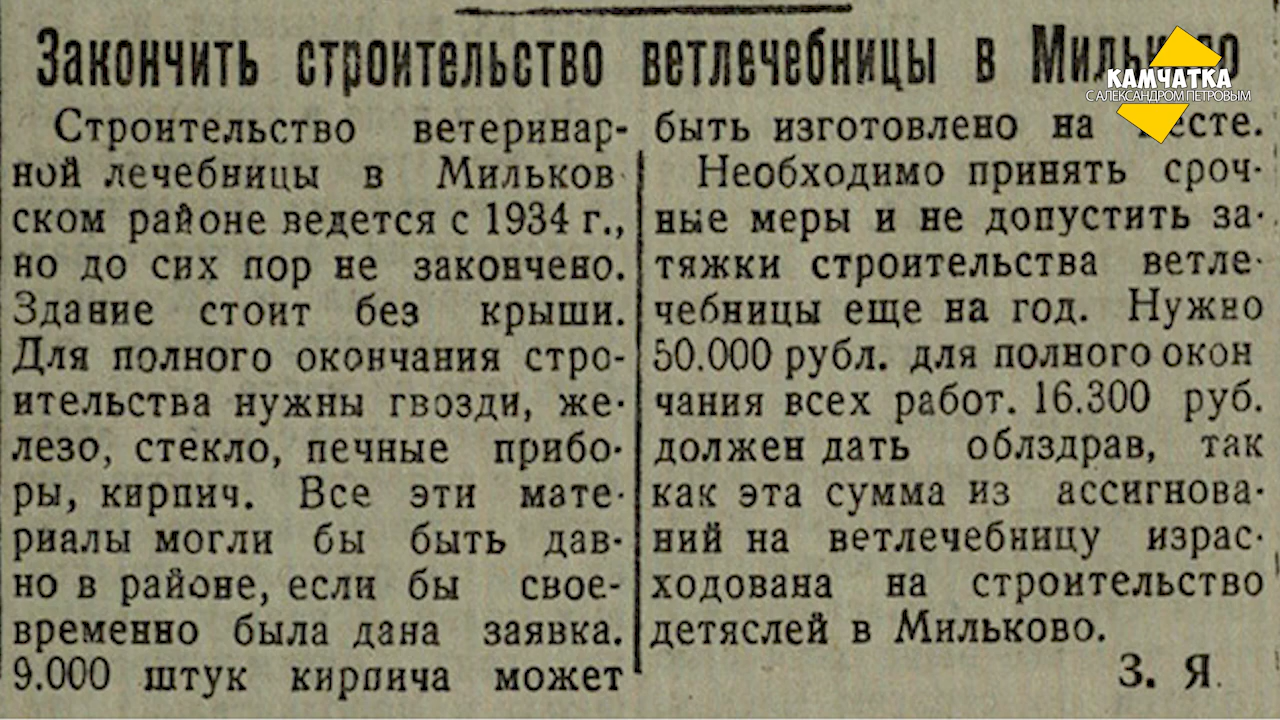 Закончить строительство ветлечебницы в Мильково
КАМЧАТКА
С АЛЕКСАНДРОМ ПЕТРОВЫМ
Строительство ветеринар-
ной лечебницы в Мильков
ском районе ведется с 1934 г.,
но до сих пор не закончено.
Здание стоит без крыши.
Для полного окончания стро-
ительства нужны гвозди, же-
лезо, стекло, печные прибо-
ры, кирпич. Все эти мате-
риалы могли бы быть дав-
но в районе, если бы свое-
временно была дана заявка.
9.000 штук кирпича может
быть изготовлено на месте.
Необходимо принять сроч-
ные меры и не допустить за-
тяжки строительства ветле-
чебницы еще на год. Нужно
50.000 рубл. для полного окон
чания всех работ. 16.300 руб.
должен дать облздрав, так
как эта сумма из ассигнова-
ний на ветлечебницу израс-
ходована на строительство
детяслей в Мильково.
З. Я.